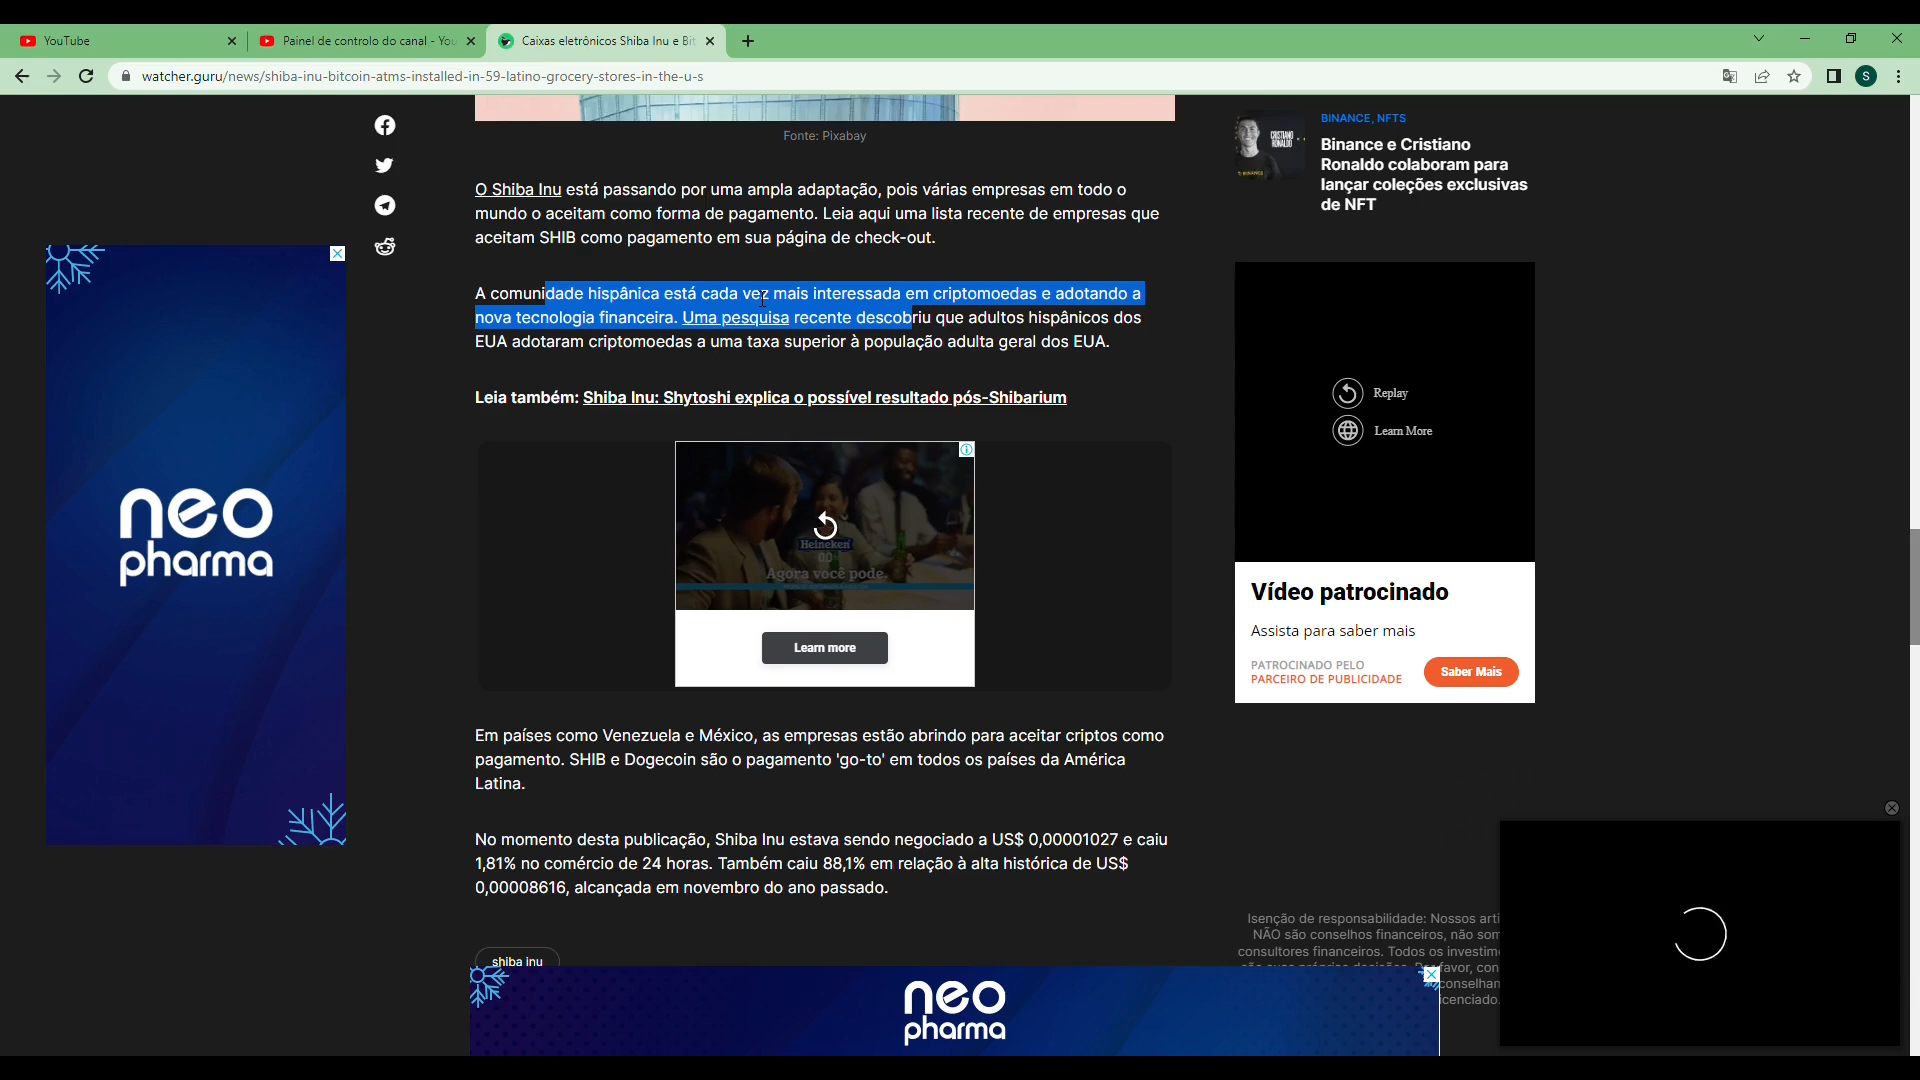 YouTube
Painel de controlo do canal - You
Caixas eletrônicos Shiba Inu e Bit
watcher.guru/news/shiba-inu-bitcoin-atms-installed-in-59-latino-grocery-stores-in-the-u-s
S
Fonte: Pixabay
O Shiba Inu está passando por uma ampla adaptação, pois várias empresas em todo o
mundo o aceitam como forma de pagamento. Leia aqui uma lista recente de empresas que
aceitam SHIB como pagamento em sua página de check-out.
A comunidade hispânica está cada vez mais interessada em criptomoedas e adotando a
nova tecnologia financeira. Uma pesquisa recente descobriu que adultos hispânicos dos
EUA adotaram criptomoedas a uma taxa superior à população adulta geral dos EUA.
Leia também: Shiba Inu: Shytoshi explica o possível resultado pós-Shibarium
Heineken
0.0
Agora você pode.
Learn more
Em países como Venezuela e México, as empresas estão abrindo para aceitar criptos como
pagamento. SHIB e Dogecoin são o pagamento 'go-to' em todos os países da América
Latina.
No momento desta publicação, Shiba Inu estava sendo negociado a US$ 0,00001027 e caiu
1,81% no comércio de 24 horas. Também caiu 88,1% em relação à alta histórica de US$
0,00008616, alcançada em novembro do ano passado.
shiba inu
neo
pharma
neo
pharma
CRISTIANO
RONALDO
BINANCE
BINANCE, NFTS
Binance e Cristiano
Ronaldo colaboram para
lançar coleções exclusivas
de NFT
Replay
Learn More
Vídeo patrocinado
Assista para saber mais
PATROCINADO PELO
PARCEIRO DE PUBLICIDADE
Saber Mais
Isenção de responsabilidade: Nossos arti
NÃO são conselhos financeiros, não som
consultores financeiros. Todos os investime
favor, con
conselhan
icenciado.